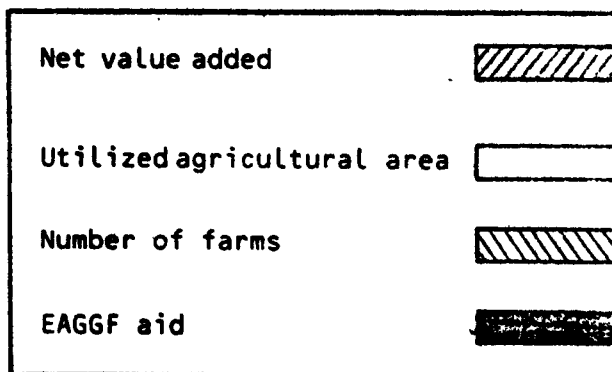 Net value added
Utilized agricultural area
Number of farms
EAGGF aid